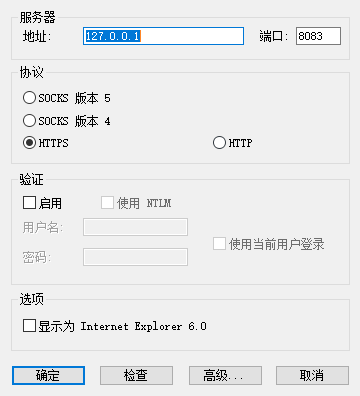 服务器
地址: 127.0.0.1 端口: 8083
协议
SOCKS 版本 5
SOCKS 版本 4
HTTPS HTTP
验证
启用 使用 NTLM
用户名:
使用当前用户登录
密码:
选项
显示为 Internet Explorer 6.0
确定 检查 高级... 取消